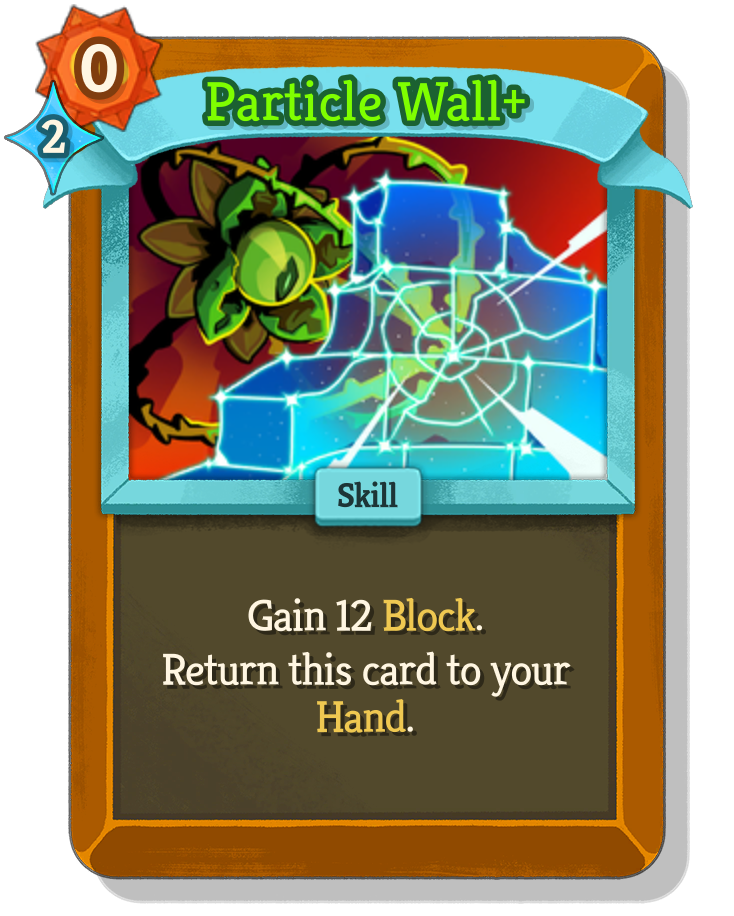 0
2
Particle Wall+
Skill
Gain 12 Block.
Return this card to your
Hand.